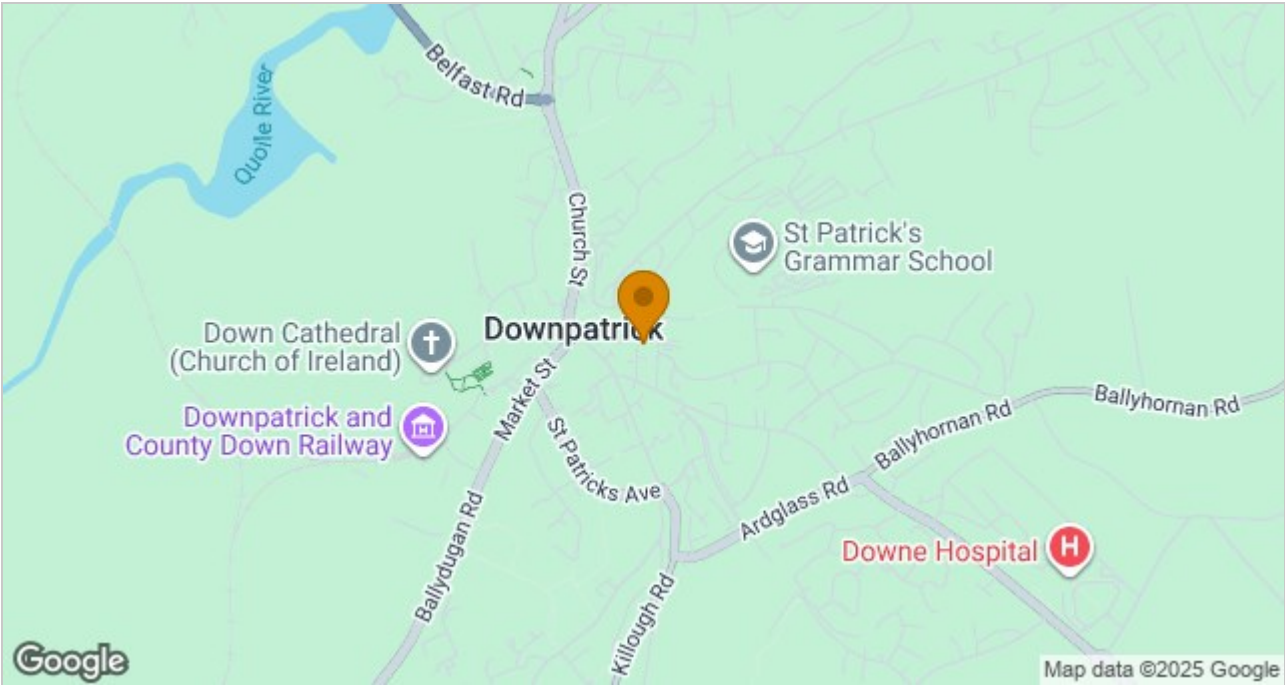 Belfast Rd
Quoile River
Church St
St Patrick's
Grammar School
Down Cathedral
(Church of Ireland)
Downpatrick
Market St
Ballyhornan Rd
Downpatrick and
County Down Railway
Ballyhornan Rd
St Patricks Ave
Ardglass Rd
Ballydugan Rd
Downe Hospital
H
Killough Rd
Google
Map data ©2025 Google